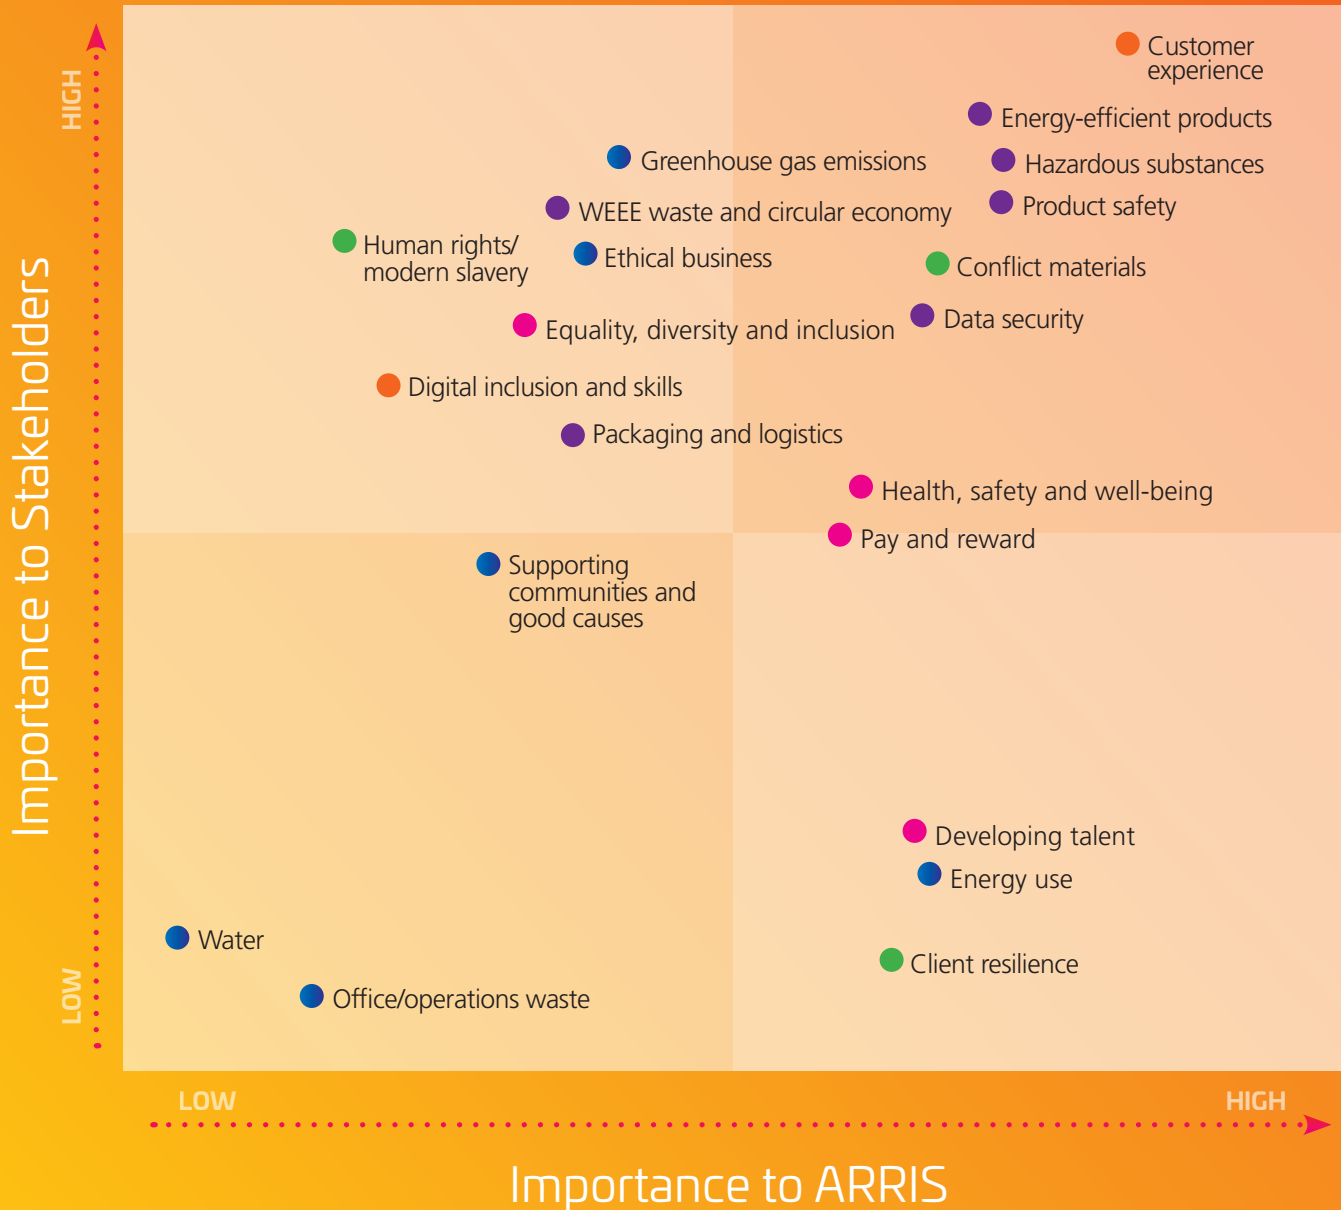 HIGH
Importance to Stakeholders
LOW
Customer
experience
Energy-efficient products
Greenhouse gas emissions
Hazardous substances
WEEE waste and circular economy
Product safety
Human rights/
modern slavery
Ethical business
Conflict materials
Equality, diversity and inclusion
Data security
Digital inclusion and skills
Packaging and logistics
Health, safety and well-being
Pay and reward
Supporting
communities and
good causes
Developing talent
Energy use
Water
Client resilience
Office/operations waste
LOW
HIGH
Importance to ARRIS